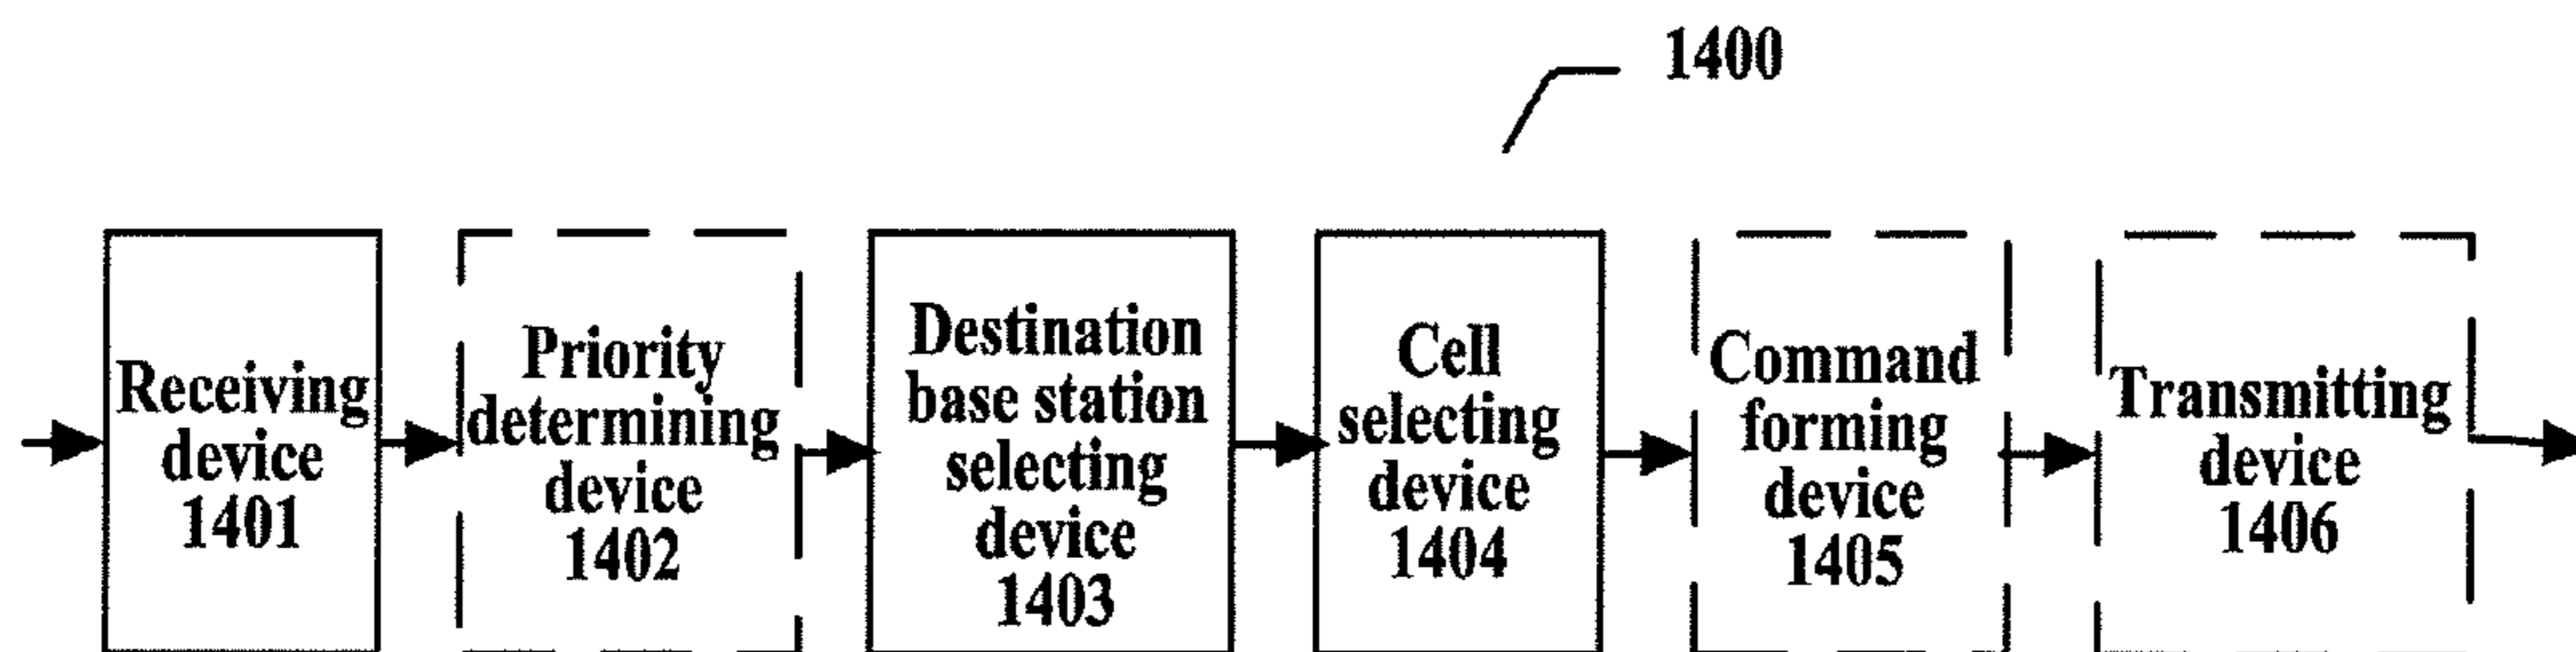 1400
Receiving
device
1401
Priority
determining
device
1402
Destination
base station
selecting
device
1403
Cell
selecting
device
1404
Command
forming
device
1405
Transmitting
device
1406